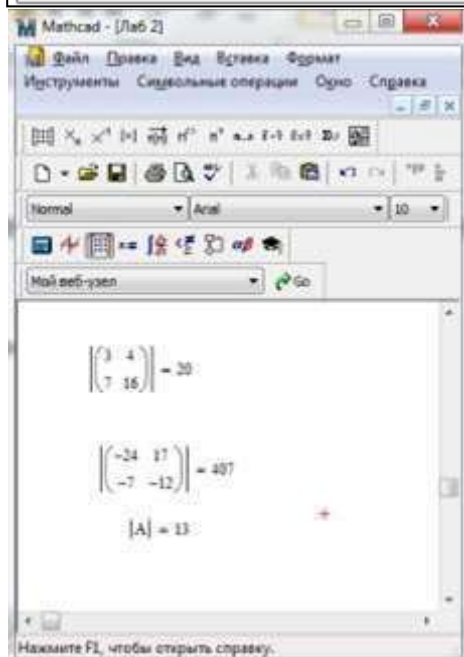 Mathcad - [Лаб 2]
Файл Правка Вид Вставка Формат
Инструменты Символьные операции Окно Справка
Normal Arial 10
Мой веб-узел Go
|(3 4
7 16)| = 20
|(-24 17
-7 -12)| = 407
|A| = 13
Нажмите F1, чтобы открыть справку.